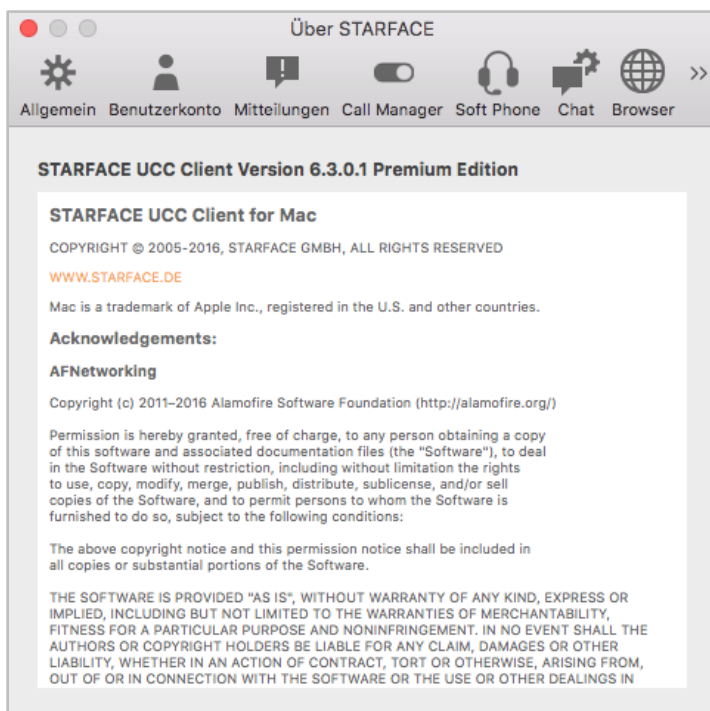 Über STARFACE
Allgemein Benutzerkonto Mitteilungen Call Manager Soft Phone Chat Browser
STARFACE UCC Client Version 6.3.0.1 Premium Edition
STARFACE UCC Client for Mac
COPYRIGHT © 2005-2016, STARFACE GMBH, ALL RIGHTS RESERVED
WWW.STARFACE.DE
Mac is a trademark of Apple Inc., registered in the U.S. and other countries.
Acknowledgements:
AFNetworking
Copyright (c) 2011–2016 Alamofire Software Foundation (http://alamofire.org/)
Permission is hereby granted, free of charge, to any person obtaining a copy
of this software and associated documentation files (the "Software"), to deal
in the Software without restriction, including without limitation the rights
to use, copy, modify, merge, publish, distribute, sublicense, and/or sell
copies of the Software, and to permit persons to whom the Software is
furnished to do so, subject to the following conditions:
The above copyright notice and this permission notice shall be included in
all copies or substantial portions of the Software.
THE SOFTWARE IS PROVIDED "AS IS", WITHOUT WARRANTY OF ANY KIND, EXPRESS OR
IMPLIED, INCLUDING BUT NOT LIMITED TO THE WARRANTIES OF MERCHANTABILITY,
FITNESS FOR A PARTICULAR PURPOSE AND NONINFRINGEMENT. IN NO EVENT SHALL THE
AUTHORS OR COPYRIGHT HOLDERS BE LIABLE FOR ANY CLAIM, DAMAGES OR OTHER
LIABILITY, WHETHER IN AN ACTION OF CONTRACT, TORT OR OTHERWISE, ARISING FROM,
OUT OF OR IN CONNECTION WITH THE SOFTWARE OR THE USE OR OTHER DEALINGS IN